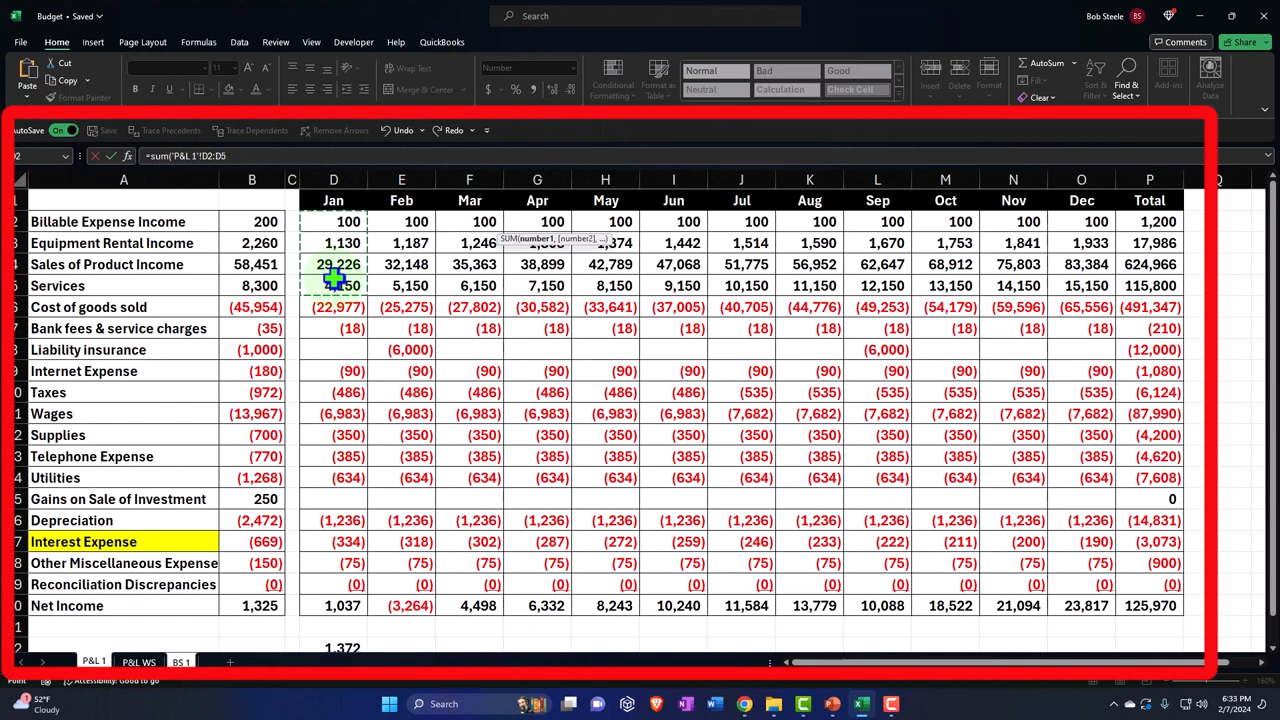 Budget • Saved
Search
Bob Steele BS
File Home Insert Page Layout Formulas Data Review View Developer Help QuickBooks Comments Share
Paste Cut Copy Format Painter 11 Wrap Text Merge & Center Number Conditional Formatting Format as Table Normal Bad Good Neutral Calculation Check Cell Insert Delete Format AutoSum Fill Clear Sort & Filter Find & Select Analyze Data
AutoSave On Save Trace Precedents Trace Dependents Remove Arrows Undo Redo
=sum('P&L 1'!D2:D5
A B C D E F G H I J K L M N O P Q
1 Jan Feb Mar Apr May Jun Jul Aug Sep Oct Nov Dec Total
Billable Expense Income 200 100 100 100 100 100 100 100 100 100 100 100 100 1,200
SUM(number1, [number2], ...)
Equipment Rental Income 2,260 1,130 1,187 1,246 1,442 1,514 1,590 1,670 1,753 1,841 1,933 17,986
Sales of Product Income 58,451 29,226 32,148 35,363 38,899 42,789 47,068 51,775 56,952 62,647 68,912 75,803 83,384 624,966
Services 8,300 4,150 5,150 6,150 7,150 8,150 9,150 10,150 11,150 12,150 13,150 14,150 15,150 115,800
Cost of goods sold (45,954) (22,977) (25,275) (27,802) (30,582) (33,641) (37,005) (40,705) (44,776) (49,253) (54,179) (59,596) (65,556) (491,347)
Bank fees & service charges (35) (18) (18) (18) (18) (18) (18) (18) (18) (18) (18) (18) (18) (210)
Liability insurance (1,000) (6,000) (6,000) (12,000)
Internet Expense (180) (90) (90) (90) (90) (90) (90) (90) (90) (90) (90) (90) (90) (1,080)
Taxes (972) (486) (486) (486) (486) (486) (486) (535) (535) (535) (535) (535) (535) (6,124)
Wages (13,967) (6,983) (6,983) (6,983) (6,983) (6,983) (6,983) (7,682) (7,682) (7,682) (7,682) (7,682) (7,682) (87,990)
Supplies (700) (350) (350) (350) (350) (350) (350) (350) (350) (350) (350) (350) (350) (4,200)
Telephone Expense (770) (385) (385) (385) (385) (385) (385) (385) (385) (385) (385) (385) (385) (4,620)
Utilities (1,268) (634) (634) (634) (634) (634) (634) (634) (634) (634) (634) (634) (634) (7,608)
Gains on Sale of Investment 250 0
Depreciation (2,472) (1,236) (1,236) (1,236) (1,236) (1,236) (1,236) (1,236) (1,236) (1,236) (1,236) (1,236) (1,236) (14,831)
Interest Expense (669) (334) (318) (302) (287) (272) (259) (246) (233) (222) (211) (200) (190) (3,073)
Other Miscellaneous Expense (150) (75) (75) (75) (75) (75) (75) (75) (75) (75) (75) (75) (75) (900)
Reconciliation Discrepancies (0) (0) (0) (0) (0) (0) (0) (0) (0) (0) (0) (0) (0) (0)
Net Income 1,325 1,037 (3,264) 4,498 6,332 8,243 10,240 11,584 13,779 10,088 18,522 21,094 23,817 125,970
1,372
P&L 1 P&L WS BS 1
Point Accessibility: Good to go 160%
52°F
Cloudy
Search
6:33 PM
2/7/2024